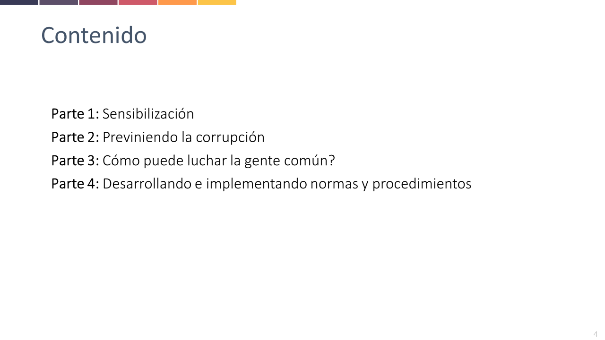 Contenido
Parte 1: Sensibilización
Parte 2: Previniendo la corrupción
Parte 3: Cómo puede luchar la gente común?
Parte 4: Desarrollando e implementando normas y procedimientos
4